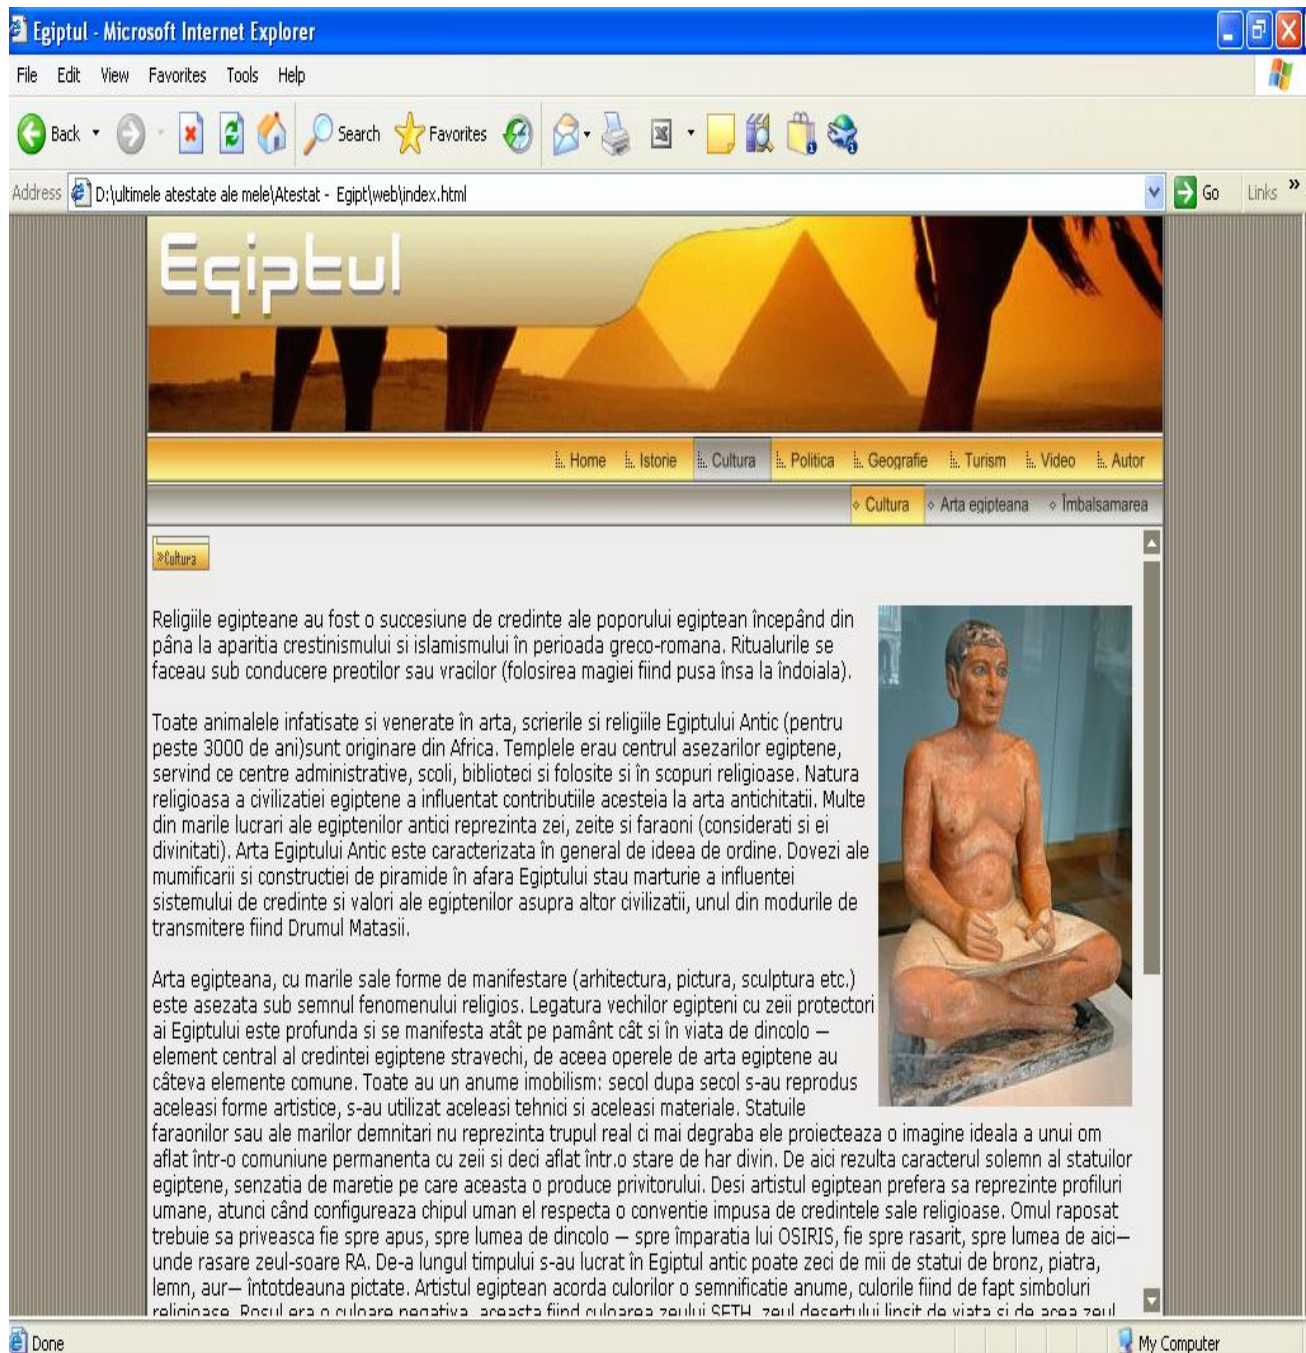 Egiptul - Microsoft Internet Explorer
File Edit View Favorites Tools Help
Back Search Favorites
Address D:\ultimele atestate ale mele\Atestat - Egipt\web\index.html Go Links »
Egiptul
Home Istorie Cultura Politica Geografie Turism Video Autor
Cultura Arta egipteana Îmbalsamarea
»Cultura
Religiile egipteane au fost o succesiune de credinte ale poporului egiptean începând din
pâna la aparitia crestinismului si islamismului în perioada greco-romana. Ritualurile se
faceau sub conducere preotilor sau vracilor (folosirea magiei fiind pusa însa la îndoiala).
Toate animalele infatisate si venerate în arta, scrierile si religiile Egiptului Antic (pentru
peste 3000 de ani)sunt originare din Africa. Templele erau centrul asezarilor egiptene,
servind ce centre administrative, scoli, biblioteci si folosite si în scopuri religioase. Natura
religioasa a civilizatiei egiptene a influentat contributiile acesteia la arta antichitatii. Multe
din marile lucrari ale egiptenilor antici reprezinta zei, zeite si faraoni (considerati si ei
divinitati). Arta Egiptului Antic este caracterizata în general de ideea de ordine. Dovezi ale
mumificarii si constructiei de piramide în afara Egiptului stau marturie a influentei
sistemului de credinte si valori ale egiptenilor asupra altor civilizatii, unul din modurile de
transmitere fiind Drumul Matasii.
Arta egipteana, cu marile sale forme de manifestare (arhitectura, pictura, sculptura etc.)
este asezata sub semnul fenomenului religios. Legatura vechilor egipteni cu zeii protectori
ai Egiptului este profunda si se manifesta atât pe pamânt cât si în viata de dincolo —
element central al credintei egiptene stravechi, de aceea operele de arta egiptene au
câteva elemente comune. Toate au un anume imobilism: secol dupa secol s-au reprodus
aceleasi forme artistice, s-au utilizat aceleasi tehnici si aceleasi materiale. Statuile
faraonilor sau ale marilor demnitari nu reprezinta trupul real ci mai degraba ele proiecteaza o imagine ideala a unui om
aflat într-o comuniune permanenta cu zeii si deci aflat într.o stare de har divin. De aici rezulta caracterul solemn al statuilor
egiptene, senzatia de maretie pe care aceasta o produce privitorului. Desi artistul egiptean prefera sa reprezinte profiluri
umane, atunci când configureaza chipul uman el respecta o conventie impusa de credintele sale religioase. Omul raposat
trebuie sa priveasca fie spre apus, spre lumea de dincolo — spre împaratia lui OSIRIS, fie spre rasarit, spre lumea de aici—
unde rasare zeul-soare RA. De-a lungul timpului s-au lucrat în Egiptul antic poate zeci de mii de statui de bronz, piatra,
lemn, aur— întotdeauna pictate. Artistul egiptean acorda culorilor o semnificatie anume, culorile fiind de fapt simboluri
religioase. Rosul era o culoare negativa, aceasta fiind culoarea zeului SETH, zeul desertului lipsit de viata si de acea zeul
Done My Computer